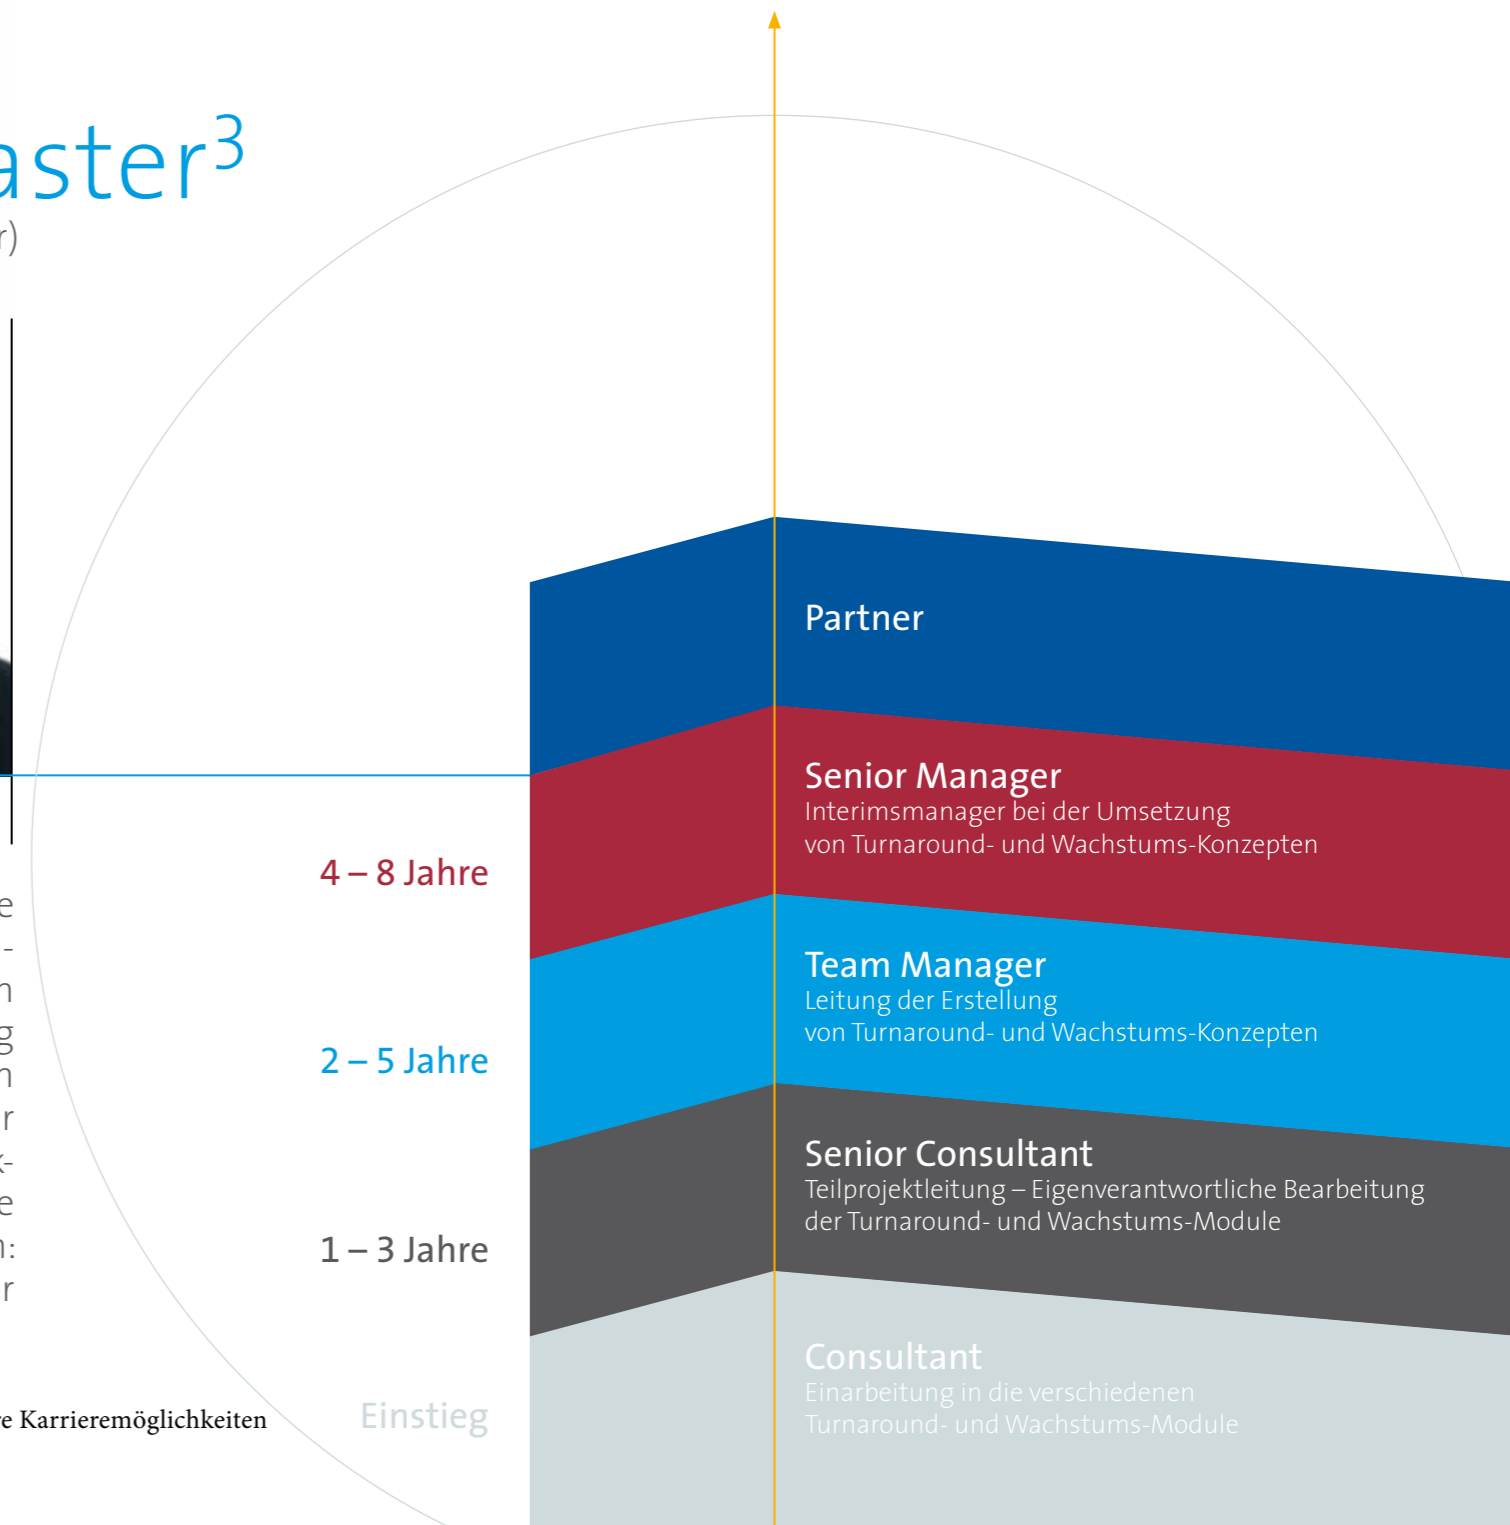 aster³
r)
e
-
n
g
n
r
k-
e
n:
r
re Karrieremöglichkeiten
Partner
Senior Manager
Interimsmanager bei der Umsetzung
von Turnaround- und Wachstums-Konzepten
4 – 8 Jahre
Team Manager
Leitung der Erstellung
von Turnaround- und Wachstums-Konzepten
2 – 5 Jahre
Senior Consultant
Teilprojektleitung – Eigenverantwortliche Bearbeitung
der Turnaround- und Wachstums-Module
1 – 3 Jahre
Consultant
Einarbeitung in die verschiedenen
Turnaround- und Wachstums-Module
Einstieg